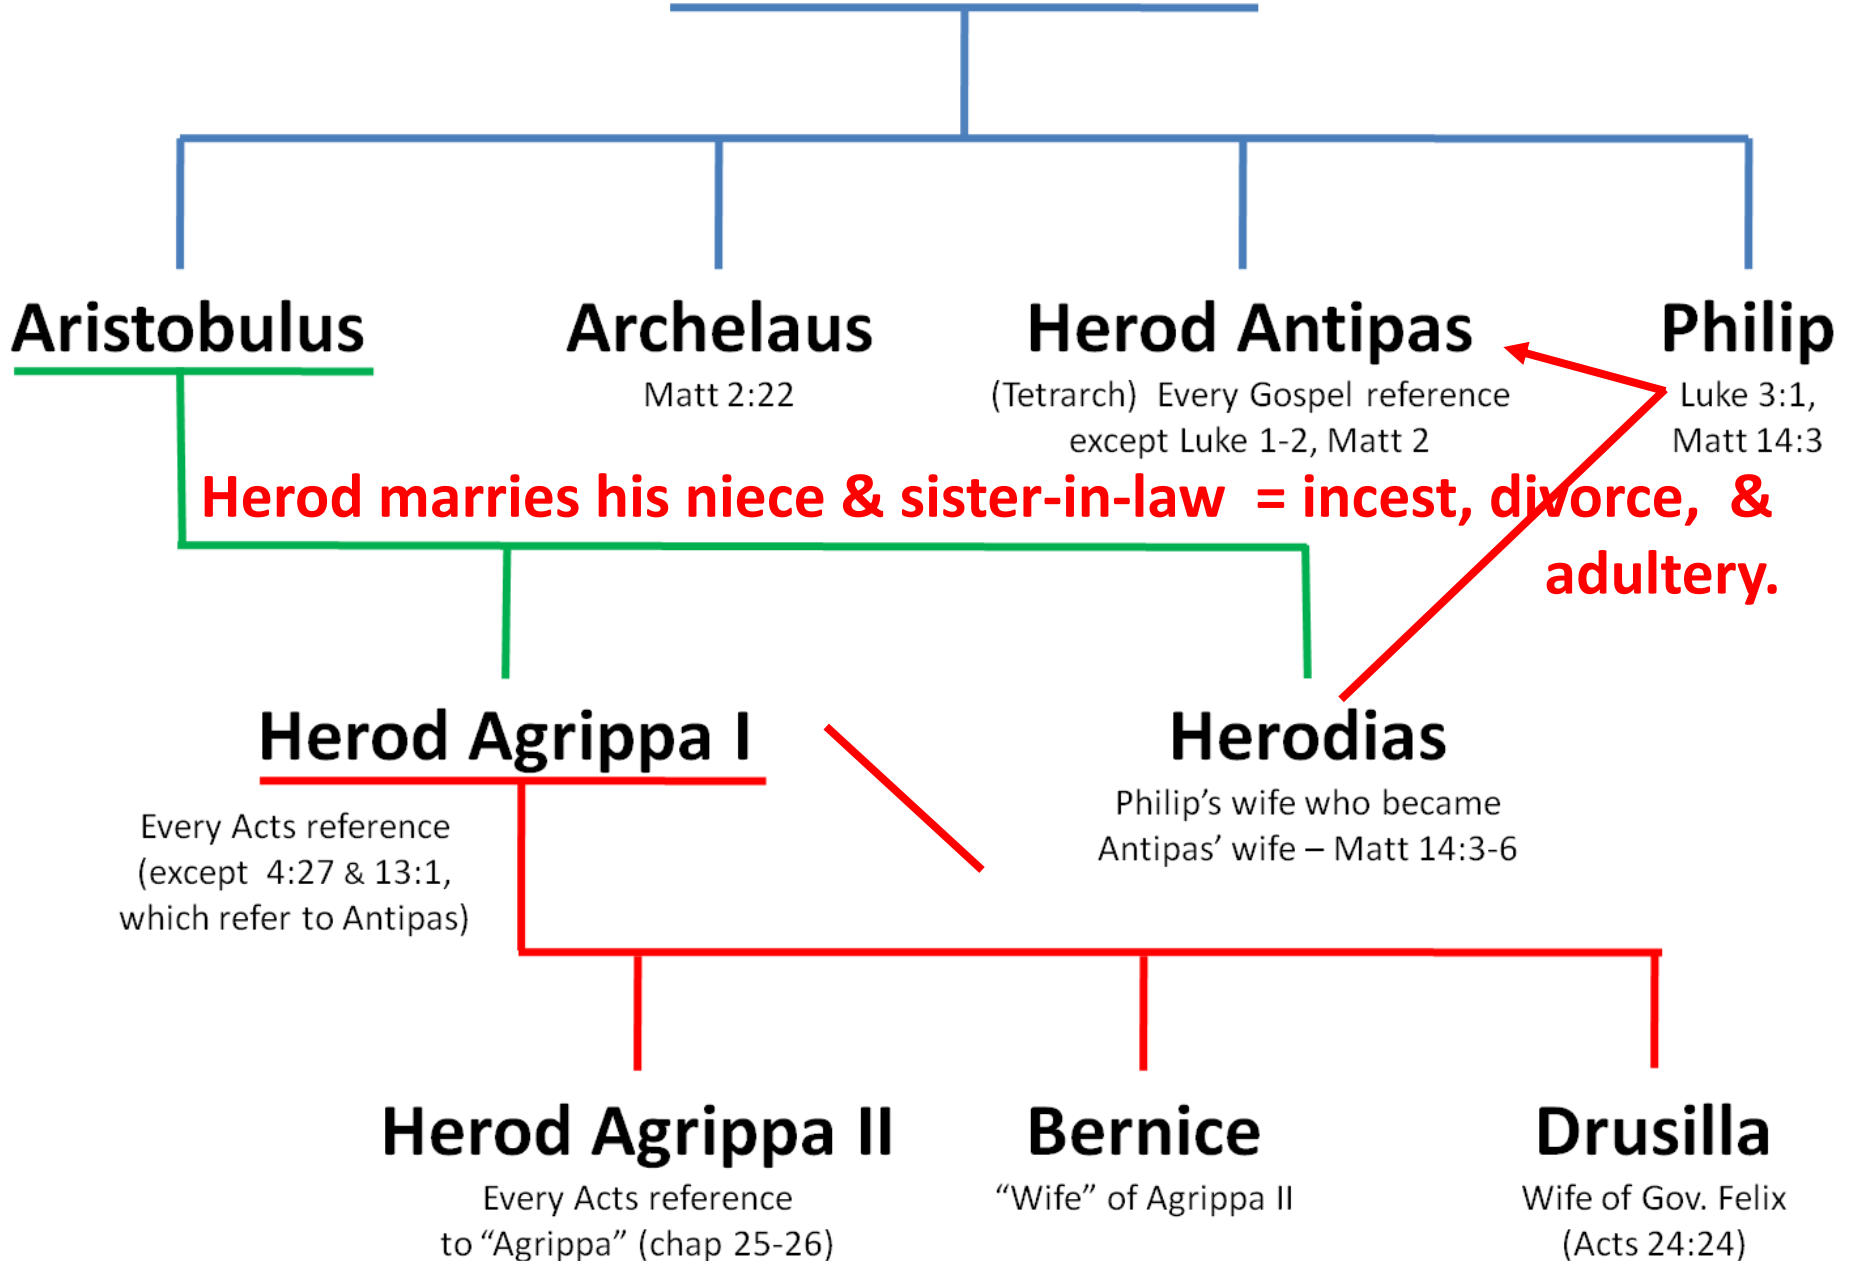 Aristobulus
Archelaus
Matt 2:22
Herod Antipas
(Tetrarch) Every Gospel reference
except Luke 1-2, Matt 2
Philip
Luke 3:1,
Matt 14:3
Herod marries his niece & sister-in-law = incest, divorce, &
adultery.
Herod Agrippa I
Every Acts reference
(except 4:27 & 13:1,
which refer to Antipas)
Herodias
Philip’s wife who became
Antipas’ wife – Matt 14:3-6
Herod Agrippa II
Every Acts reference
to “Agrippa” (chap 25-26)
Bernice
“Wife” of Agrippa II
Drusilla
Wife of Gov. Felix
(Acts 24:24)